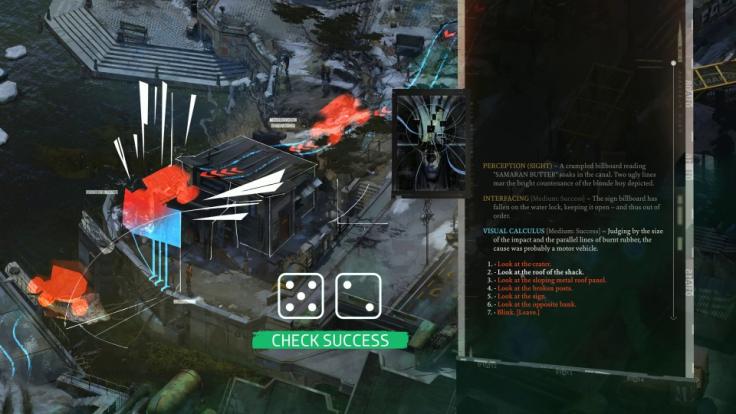 PERCEPTION (SIGHT) – A crumpled billboard reading
"SAMARAN BUTTER" soaks in the canal. Two ugly lines
mar the bright countenance of the blonde boy depicted.
INTERFACING [Medium: Success] – The sign billboard has
fallen on the water lock, keeping it open – and thus out of
order.
VISUAL CALCULUS [Medium: Success] – Judging by the size
of the impact and the parallel lines of burnt rubber, the
cause was probably a motor vehicle.
1. - Look at the crater.
2. - Look at the roof of the shack.
3. - Look at the sloping metal roof panel.
4. - Look at the broken posts.
5. - Look at the sign.
6. - Look at the opposite bank.
7. - Blink. [Leave.]
CHECK SUCCESS